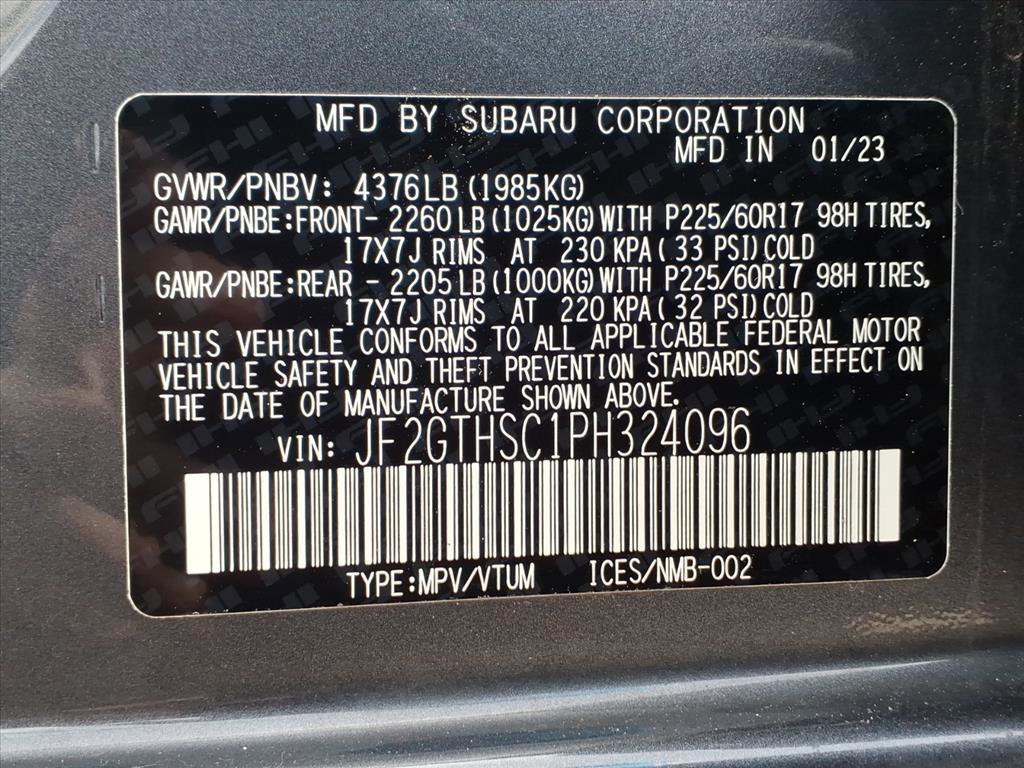 MFD BY SUBARU CORPORATION
MFD IN 01/23
GVWR/PNBV: 4376LB (1985KG)
GAWR/PNBE:FRONT- 2260 LB (1025KG) WITH P225/60R17 98H TIRES,
17X7J RIMS AT 230 KPA( 33 PSI)COLD
GAWR/PNBE:REAR - 2205 LB (1000KG) WITH P225/60R17 98H TIRES,
17X7J RIMS AT 220 KPA( 32 PSI)COLD
THIS VEHICLE CONFORMS TO ALL APPLICABLE FEDERAL MOTOR
VEHICLE SAFETY AND THEFT PREVENTION STANDARDS IN EFFECT ON
THE DATE OF MANUFACTURE SHOWN ABOVE.
VIN: JF2GTHSC1PH324096
TYPE:MPV/VTUM ICES/NMB-002